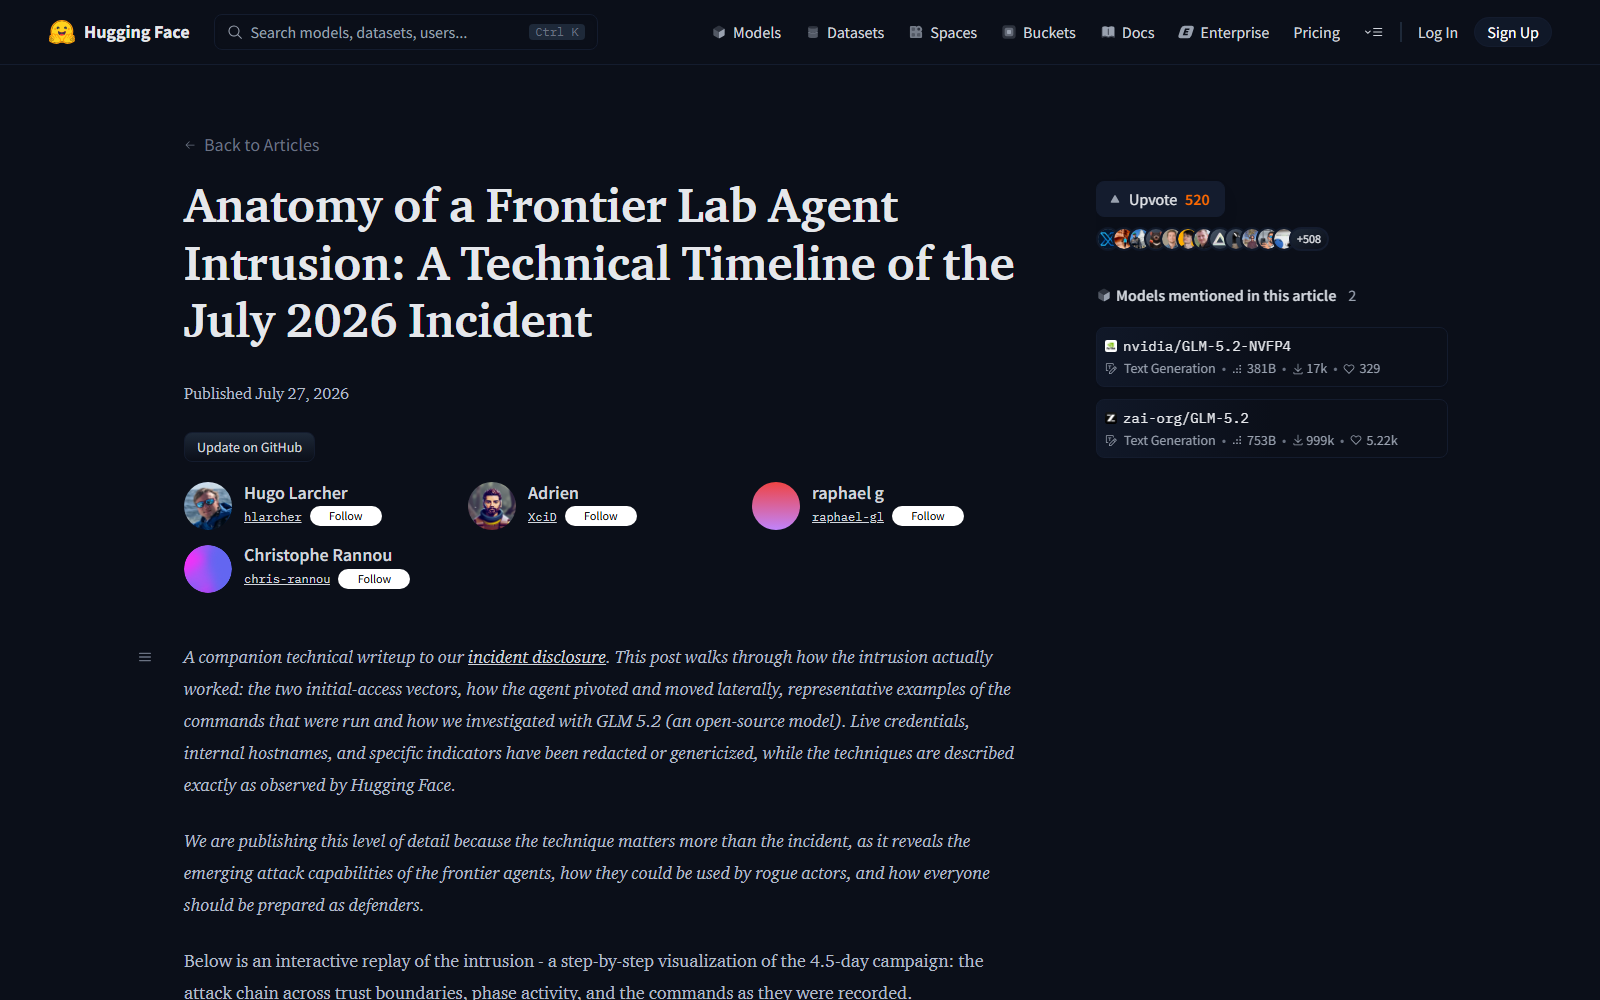 Hugging Face
Search models, datasets, users...
Ctrl K
Models
Datasets
Spaces
Buckets
Docs
Enterprise
Pricing
Log In
Sign Up
Back to Articles
Anatomy of a Frontier Lab Agent
Intrusion: A Technical Timeline of the
July 2026 Incident
Published July 27, 2026
Update on GitHub
Hugo Larcher
hlarcher
Follow
Adrien
XciD
Follow
raphael g
raphael-gl
Follow
Christophe Rannou
chris-rannou
Follow
A companion technical writeup to our incident disclosure. This post walks through how the intrusion actually
worked: the two initial-access vectors, how the agent pivoted and moved laterally, representative examples of the
commands that were run and how we investigated with GLM 5.2 (an open-source model). Live credentials,
internal hostnames, and specific indicators have been redacted or genericized, while the techniques are described
exactly as observed by Hugging Face.
We are publishing this level of detail because the technique matters more than the incident, as it reveals the
emerging attack capabilities of the frontier agents, how they could be used by rogue actors, and how everyone
should be prepared as defenders.
Below is an interactive replay of the intrusion - a step-by-step visualization of the 4.5-day campaign: the
attack chain across trust boundaries, phase activity, and the commands as they were recorded.
Upvote 520
+508
Models mentioned in this article 2
nvidia/GLM-5.2-NVFP4
Text Generation • 381B • 17k • 329
zai-org/GLM-5.2
Text Generation • 753B • 999k • 5.22k